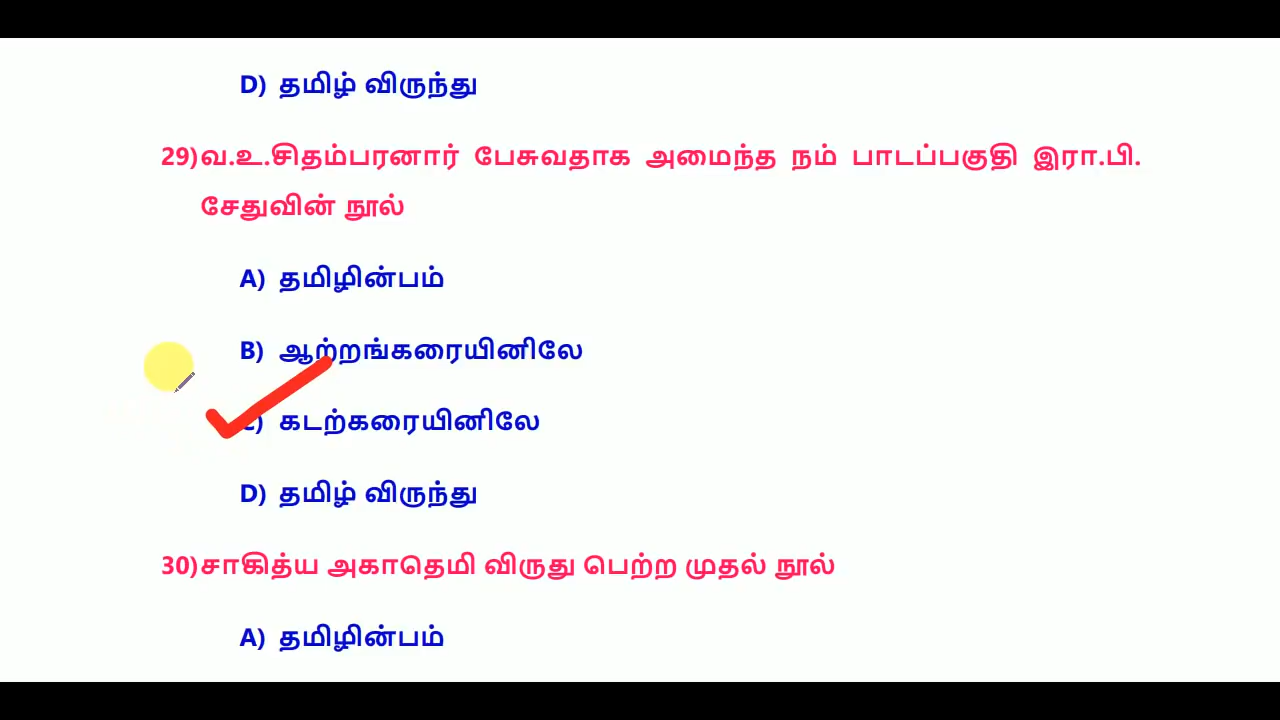 D) தமிழ் விருந்து
29)வ.உ.சிதம்பரனார் பேசுவதாக அமைந்த நம் பாடப்பகுதி இரா.பி.
சேதுவின் நூல்
A) தமிழின்பம்
B) ஆற்றங்கரையினிலே
C) கடற்கரையினிலே
D) தமிழ் விருந்து
30)சாகித்ய அகாதெமி விருது பெற்ற முதல் நூல்
A) தமிழின்பம்